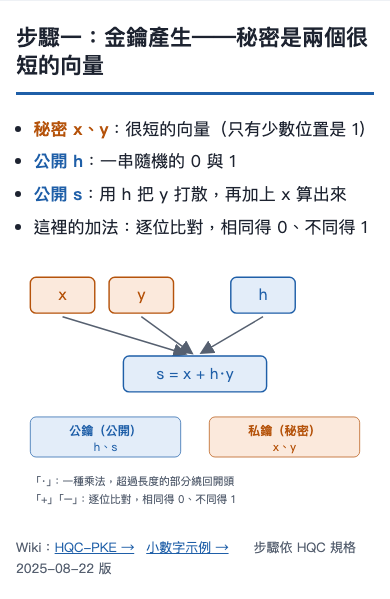 步驟一：金鑰產生——秘密是兩個很
短的向量
• 秘密 x、y：很短的向量（只有少數位置是 1）
• 公開 h：一串隨機的 0 與 1
• 公開 s：用 h 把 y 打散，再加上 x 算出來
• 這裡的加法：逐位比對，相同得 0、不同得 1
x y h
s = x + h·y
公鑰（公開） 私鑰（秘密）
h、s x、y
「·」：一種乘法，超過長度的部分繞回開頭
「+」「−」：逐位比對，相同得 0、不同得 1
Wiki：HQC-PKE → 小數字示例 → 步驟依 HQC 規格
2025-08-22 版